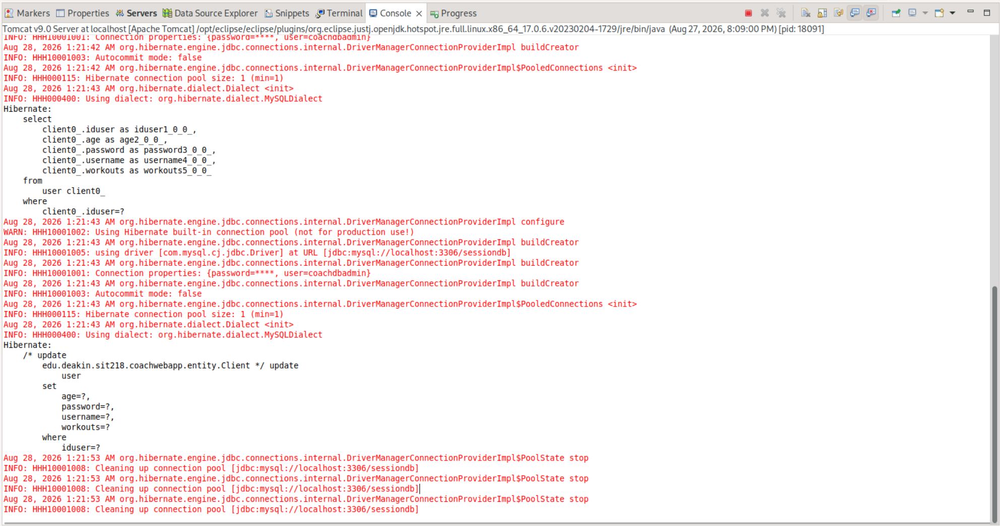 Markers Properties Servers Data Source Explorer Snippets Terminal Console Progress
Tomcat v9.0 Server at localhost [Apache Tomcat] /opt/eclipse/eclipse/plugins/org.eclipse.justj.openjdk.hotspot.jre.full.linux.x86_64_17.0.6.v20230204-1729/jre/bin/java (Aug 27, 2026, 8:09:00 PM) [pid: 18091]
INFO: HHH10001001: Connection properties: {password=****, user=coachdbadmin}
Aug 28, 2026 1:21:42 AM org.hibernate.engine.jdbc.connections.internal.DriverManagerConnectionProviderImpl buildCreator
INFO: HHH10001003: Autocommit mode: false
Aug 28, 2026 1:21:42 AM org.hibernate.engine.jdbc.connections.internal.DriverManagerConnectionProviderImpl$PooledConnections <init>
INFO: HHH000115: Hibernate connection pool size: 1 (min=1)
Aug 28, 2026 1:21:43 AM org.hibernate.dialect.Dialect <init>
INFO: HHH000400: Using dialect: org.hibernate.dialect.MySQLDialect
Hibernate:
    select
        client0_.iduser as iduser1_0_0_,
        client0_.age as age2_0_0_,
        client0_.password as password3_0_0_,
        client0_.username as username4_0_0_,
        client0_.workouts as workouts5_0_0_
    from
        user client0_
    where
        client0_.iduser=?
Aug 28, 2026 1:21:43 AM org.hibernate.engine.jdbc.connections.internal.DriverManagerConnectionProviderImpl configure
WARN: HHH10001002: Using Hibernate built-in connection pool (not for production use!)
Aug 28, 2026 1:21:43 AM org.hibernate.engine.jdbc.connections.internal.DriverManagerConnectionProviderImpl buildCreator
INFO: HHH10001005: using driver [com.mysql.cj.jdbc.Driver] at URL [jdbc:mysql://localhost:3306/sessiondb]
Aug 28, 2026 1:21:43 AM org.hibernate.engine.jdbc.connections.internal.DriverManagerConnectionProviderImpl buildCreator
INFO: HHH10001001: Connection properties: {password=****, user=coachdbadmin}
Aug 28, 2026 1:21:43 AM org.hibernate.engine.jdbc.connections.internal.DriverManagerConnectionProviderImpl buildCreator
INFO: HHH10001003: Autocommit mode: false
Aug 28, 2026 1:21:43 AM org.hibernate.engine.jdbc.connections.internal.DriverManagerConnectionProviderImpl$PooledConnections <init>
INFO: HHH000115: Hibernate connection pool size: 1 (min=1)
Aug 28, 2026 1:21:43 AM org.hibernate.dialect.Dialect <init>
INFO: HHH000400: Using dialect: org.hibernate.dialect.MySQLDialect
Hibernate:
    /* update
        edu.deakin.sit218.coachwebapp.entity.Client */ update
            user
        set
            age=?,
            password=?,
            username=?,
            workouts=?
        where
            iduser=?
Aug 28, 2026 1:21:53 AM org.hibernate.engine.jdbc.connections.internal.DriverManagerConnectionProviderImpl$PoolState stop
INFO: HHH10001008: Cleaning up connection pool [jdbc:mysql://localhost:3306/sessiondb]
Aug 28, 2026 1:21:53 AM org.hibernate.engine.jdbc.connections.internal.DriverManagerConnectionProviderImpl$PoolState stop
INFO: HHH10001008: Cleaning up connection pool [jdbc:mysql://localhost:3306/sessiondb]
Aug 28, 2026 1:21:53 AM org.hibernate.engine.jdbc.connections.internal.DriverManagerConnectionProviderImpl$PoolState stop
INFO: HHH10001008: Cleaning up connection pool [jdbc:mysql://localhost:3306/sessiondb]